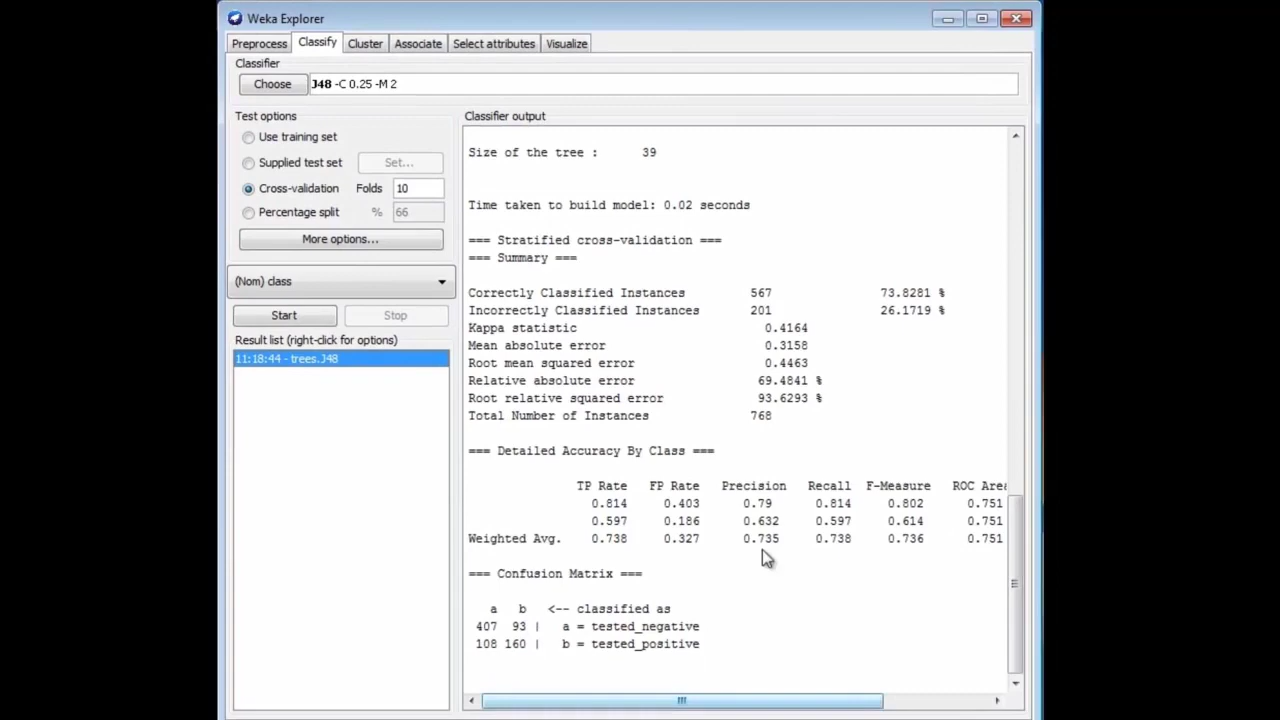 Weka Explorer
Preprocess Classify Cluster Associate Select attributes Visualize
Classifier
Choose J48 -C 0.25 -M 2
Test options
Use training set
Supplied test set Set...
Cross-validation Folds 10
Percentage split % 66
More options...
(Nom) class
Start Stop
Result list (right-click for options)
11:18:44 - trees.J48
Classifier output
Size of the tree : 39
Time taken to build model: 0.02 seconds
=== Stratified cross-validation ===
=== Summary ===
Correctly Classified Instances 567 73.8281 %
Incorrectly Classified Instances 201 26.1719 %
Kappa statistic 0.4164
Mean absolute error 0.3158
Root mean squared error 0.4463
Relative absolute error 69.4841 %
Root relative squared error 93.6293 %
Total Number of Instances 768
=== Detailed Accuracy By Class ===
TP Rate FP Rate Precision Recall F-Measure ROC Area
0.814 0.403 0.79 0.814 0.802 0.751
0.597 0.186 0.632 0.597 0.614 0.751
Weighted Avg. 0.738 0.327 0.735 0.738 0.736 0.751
=== Confusion Matrix ===
a b <-- classified as
407 93 | a = tested_negative
108 160 | b = tested_positive